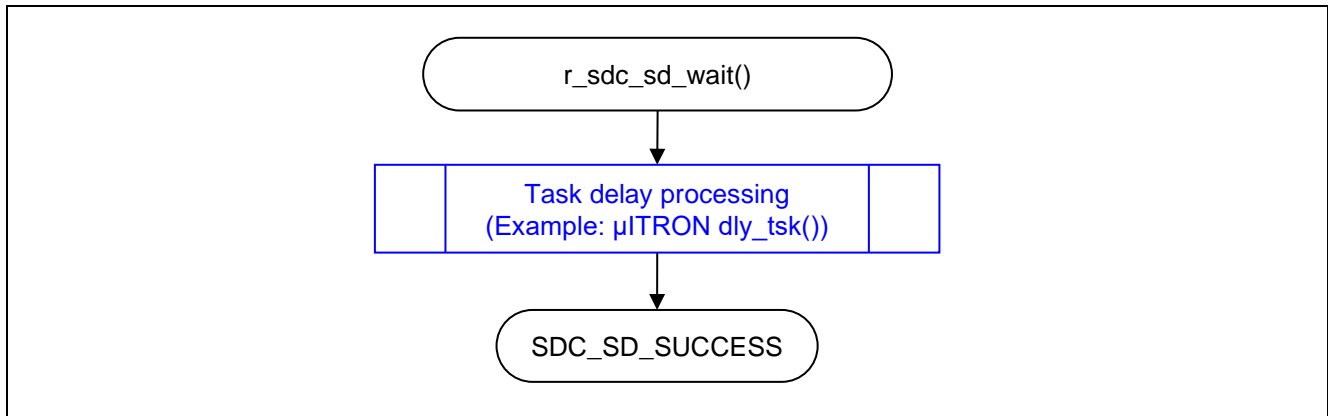 r_sdc_sd_wait()
Task delay processing
(Example: µITRON dly_tsk())
SDC_SD_SUCCESS